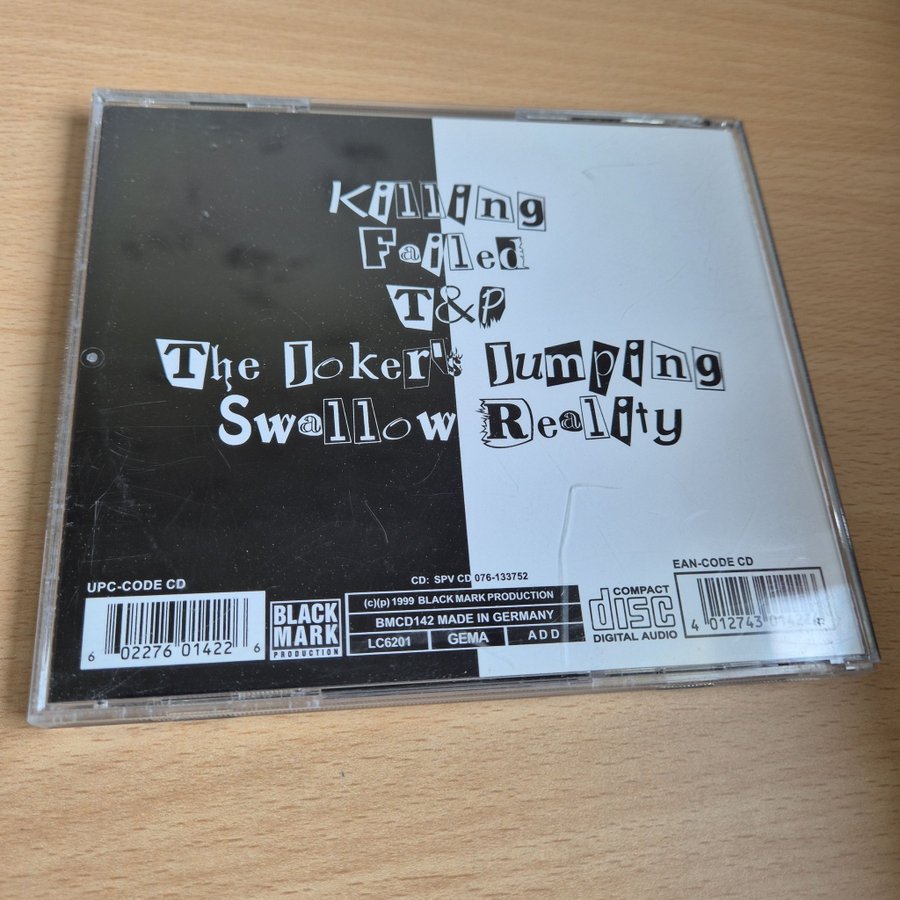 Killing
Failed
T&P
The Joker's Jumping
Swallow Reality
UPC-CODE CD
6 02276 01422 6
BLACK
MARK
PRODUCTION
CD: SPV CD 076-133752
(c)(p) 1999 BLACK MARK PRODUCTION
BMCD142 MADE IN GERMANY
LC6201 GEMA ADD
COMPACT
disc
DIGITAL AUDIO
EAN-CODE CD
4 012743